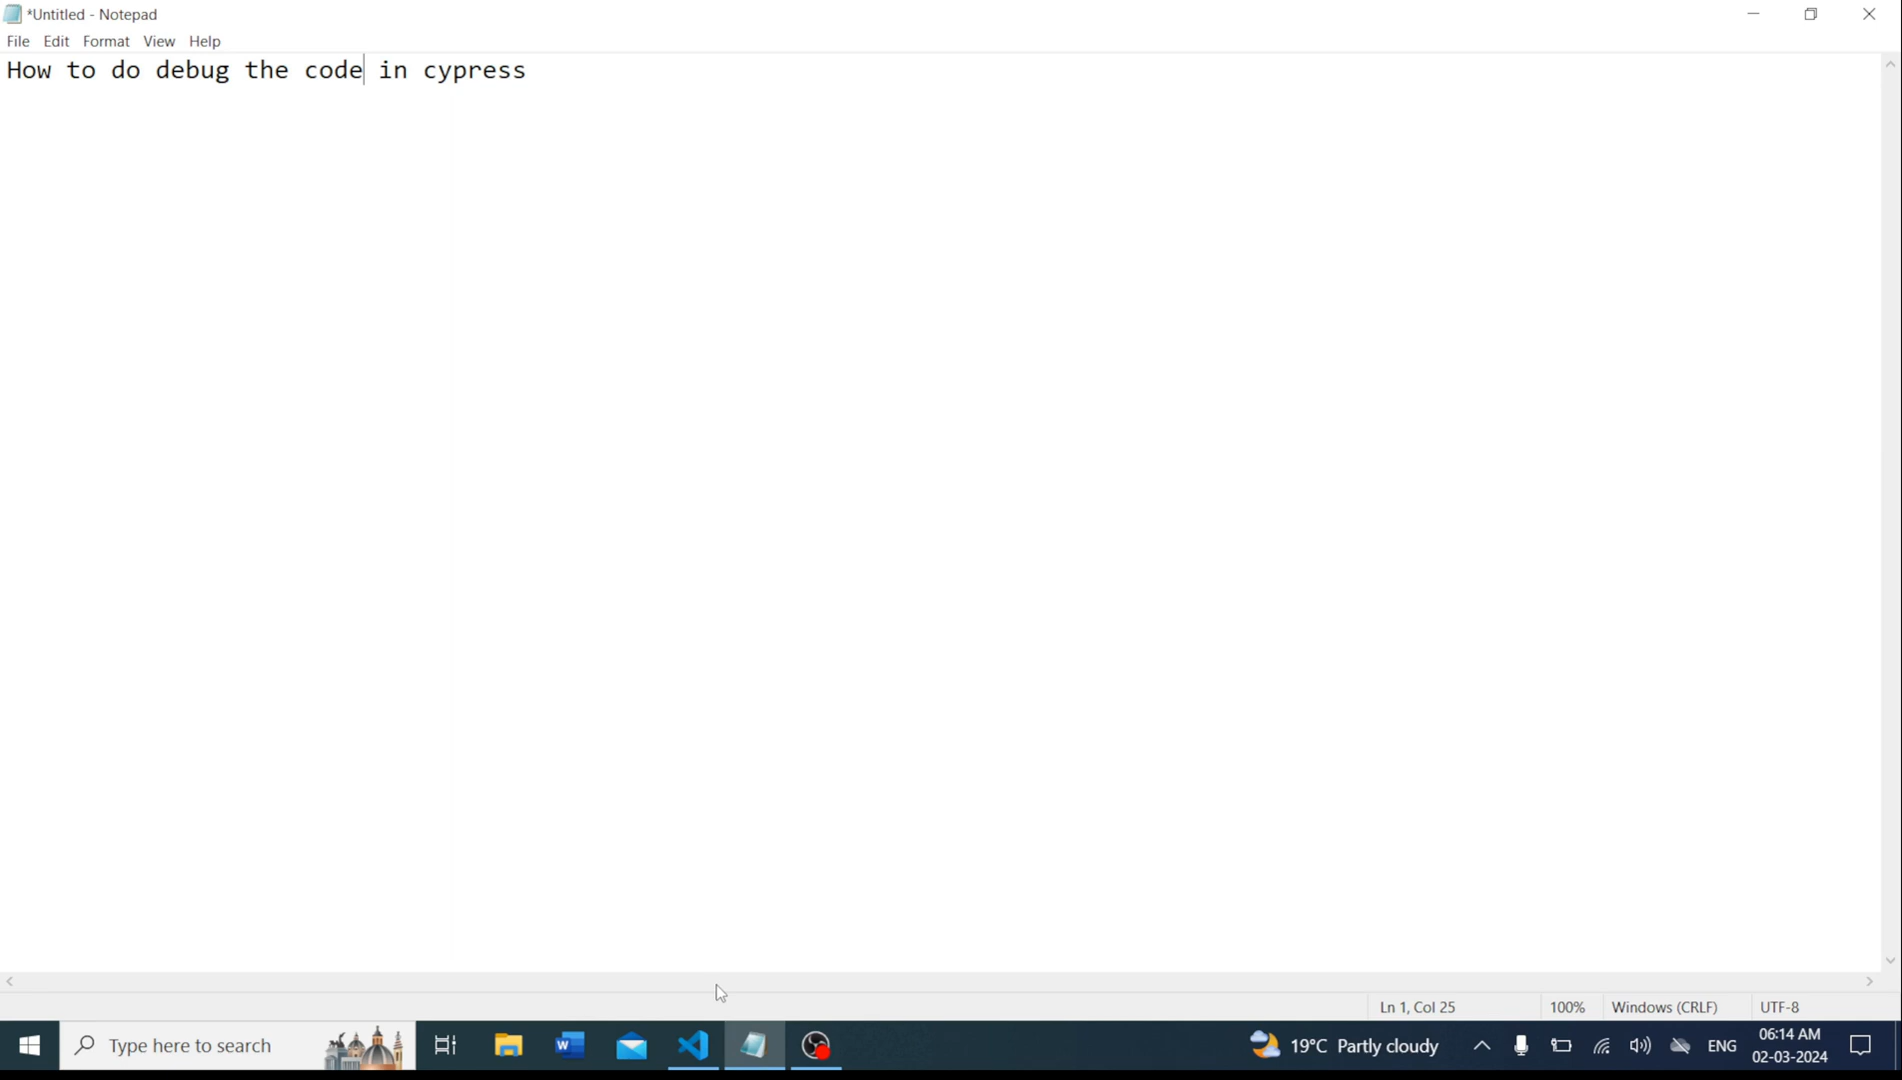 *Untitled - Notepad
File Edit Format View Help
How to do debug the code in cypress
Ln 1, Col 25 100% Windows (CRLF) UTF-8
Type here to search
19°C Partly cloudy
ENG
06:14 AM
02-03-2024